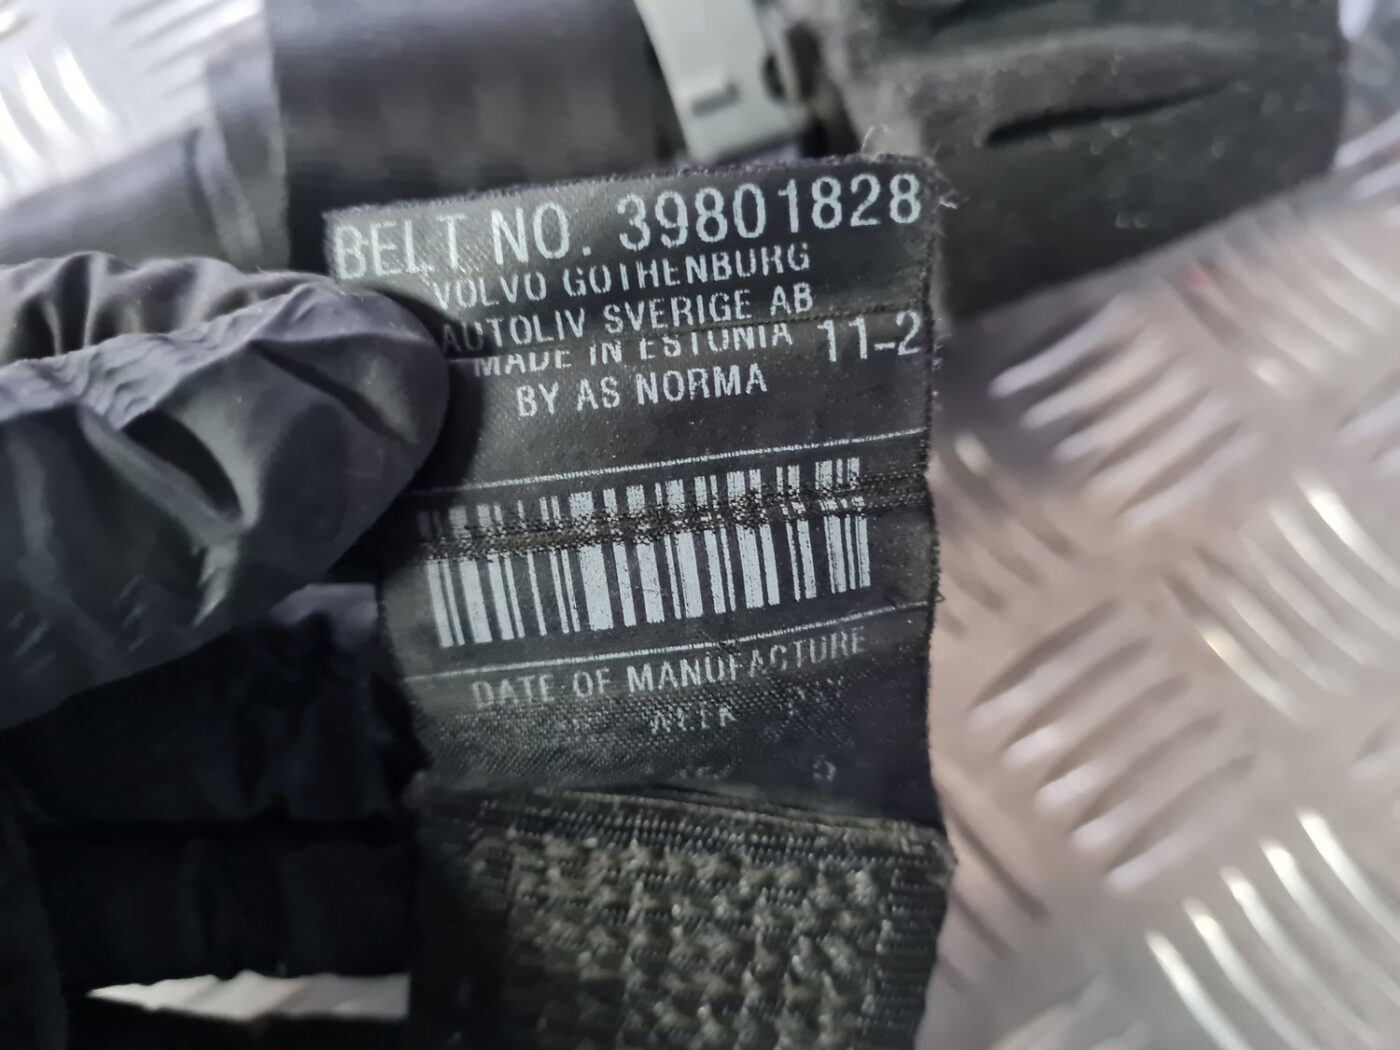 BELT NO. 39801828
VOLVO GOTHENBURG
AUTOLIV SVERIGE AB
MADE IN ESTONIA 11-2
BY AS NORMA
DATE OF MANUFACTURE
WEEK